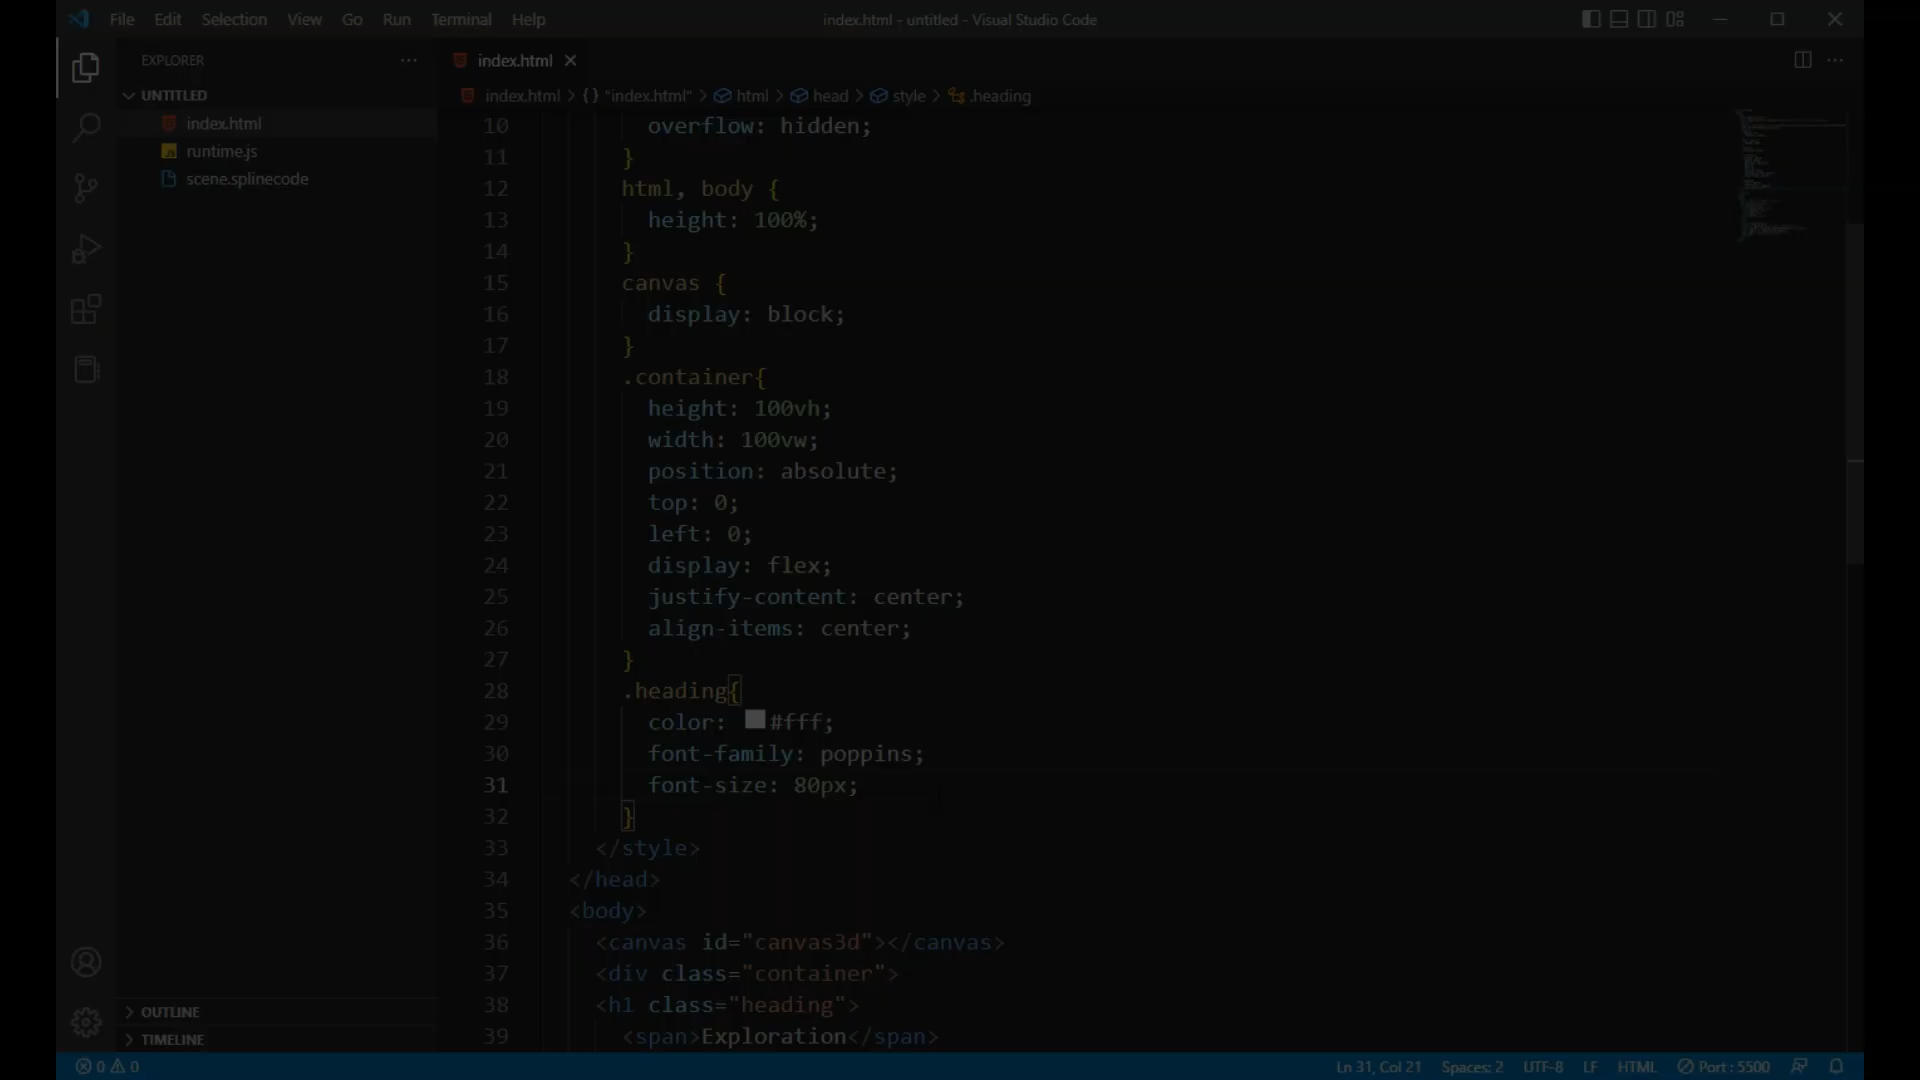 File Edit Selection View Go Run Terminal Help
index.html - untitled - Visual Studio Code
EXPLORER
UNTITLED
index.html
runtime.js
scene.splinecode
OUTLINE
TIMELINE
index.html
index.html > {} "index.html" > html > head > style > .heading
10 overflow: hidden;
11 }
12 html, body {
13 height: 100%;
14 }
15 canvas {
16 display: block;
17 }
18 .container{
19 height: 100vh;
20 width: 100vw;
21 position: absolute;
22 top: 0;
23 left: 0;
24 display: flex;
25 justify-content: center;
26 align-items: center;
27 }
28 .heading{
29 color: #fff;
30 font-family: poppins;
31 font-size: 80px;
32 }
33 </style>
34 </head>
35 <body>
36 <canvas id="canvas3d"></canvas>
37 <div class="container">
38 <h1 class="heading">
39 <span>Exploration</span>
0 0 Ln 31, Col 21 Spaces: 2 UTF-8 LF HTML Port : 5500